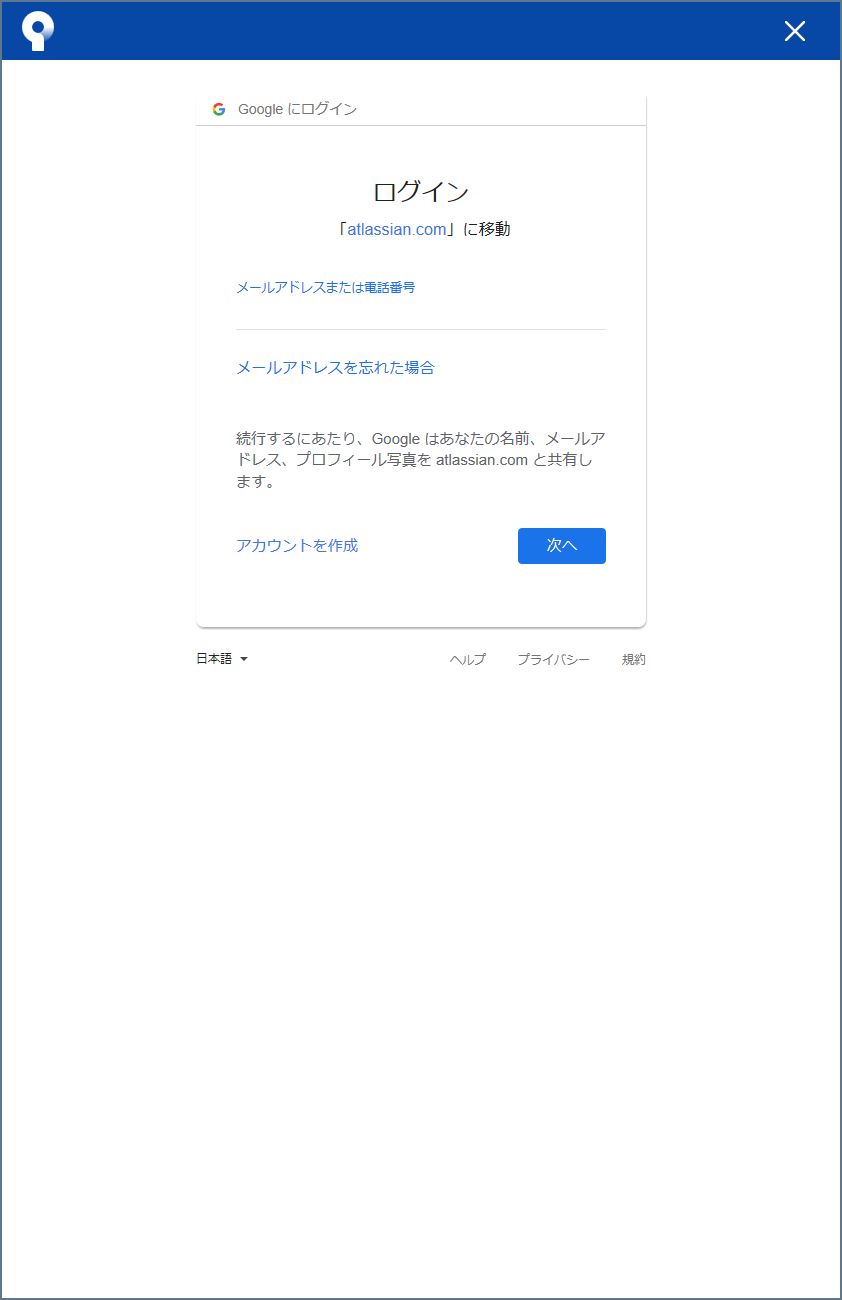 Google にログイン
ログイン
「atlassian.com」に移動
メールアドレスまたは電話番号
メールアドレスを忘れた場合
続行するにあたり、Google はあなたの名前、メールア
ドレス、プロフィール写真を atlassian.com と共有し
ます。
アカウントを作成
次へ
日本語
ヘルプ
プライバシー
規約